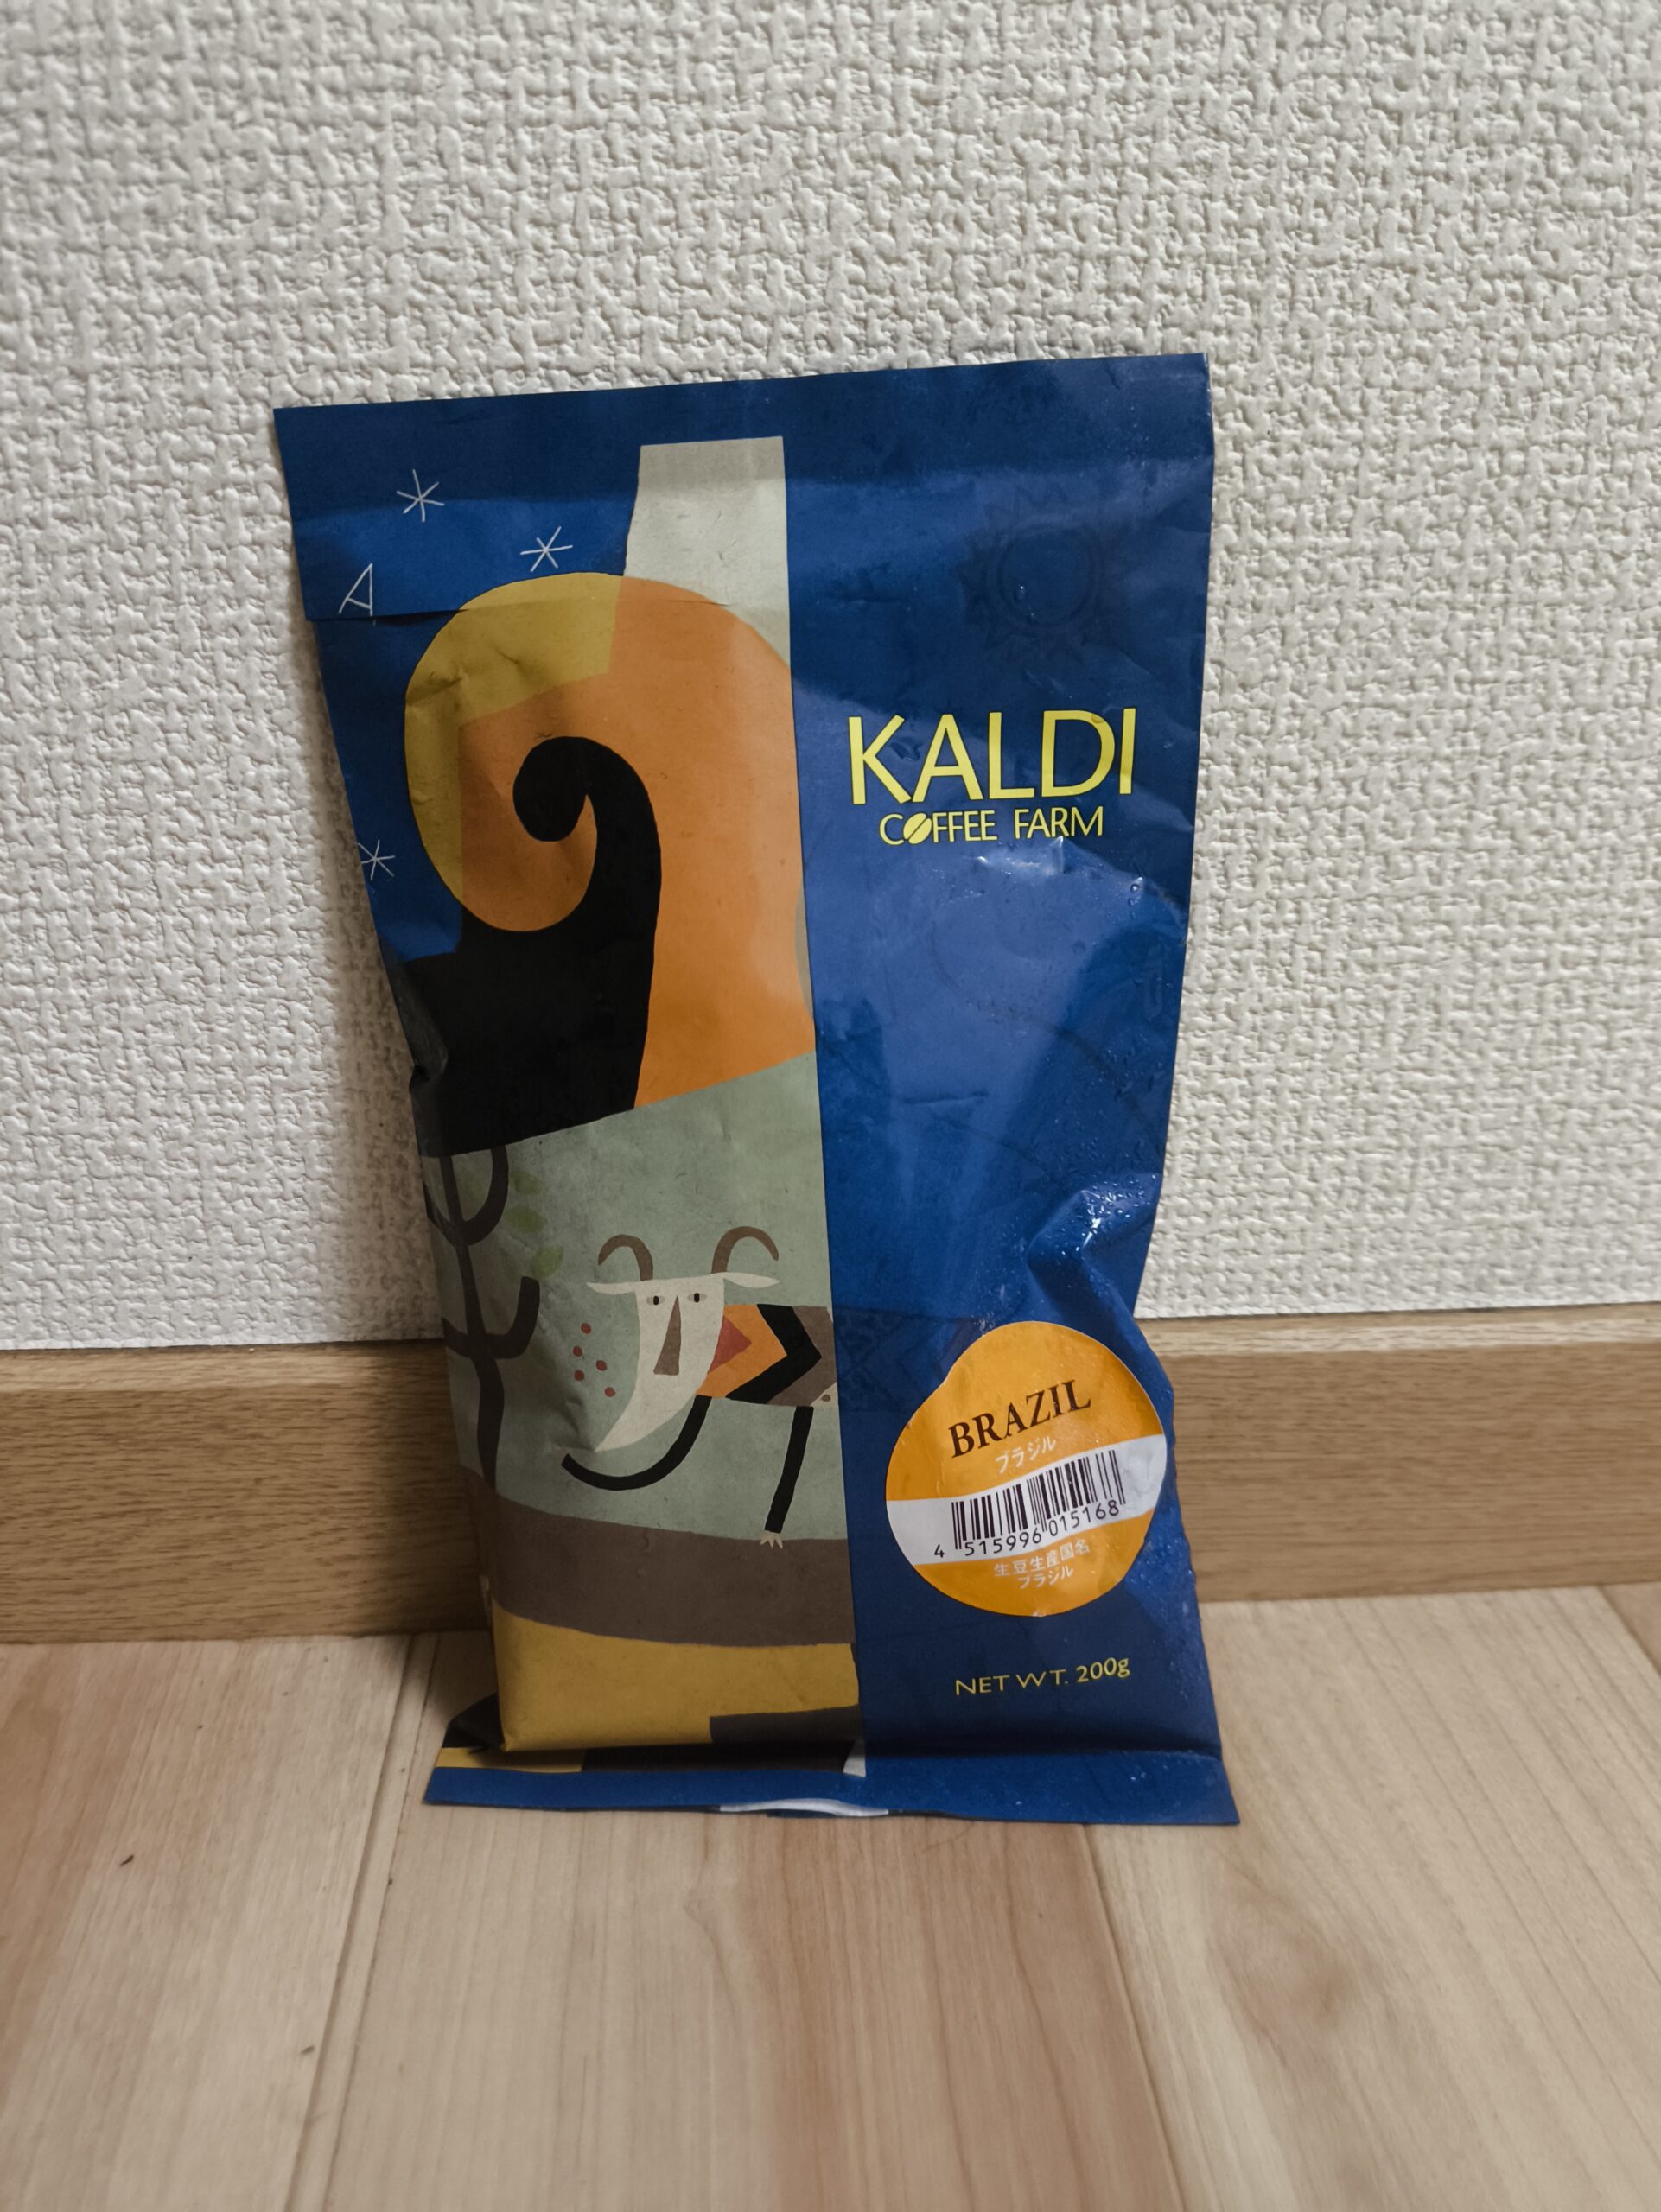 A
KALDI
COFFEE FARM
BRAZIL
ブラジル
4 515996 015168
生豆生産国名
ブラジル
NET WT. 200g